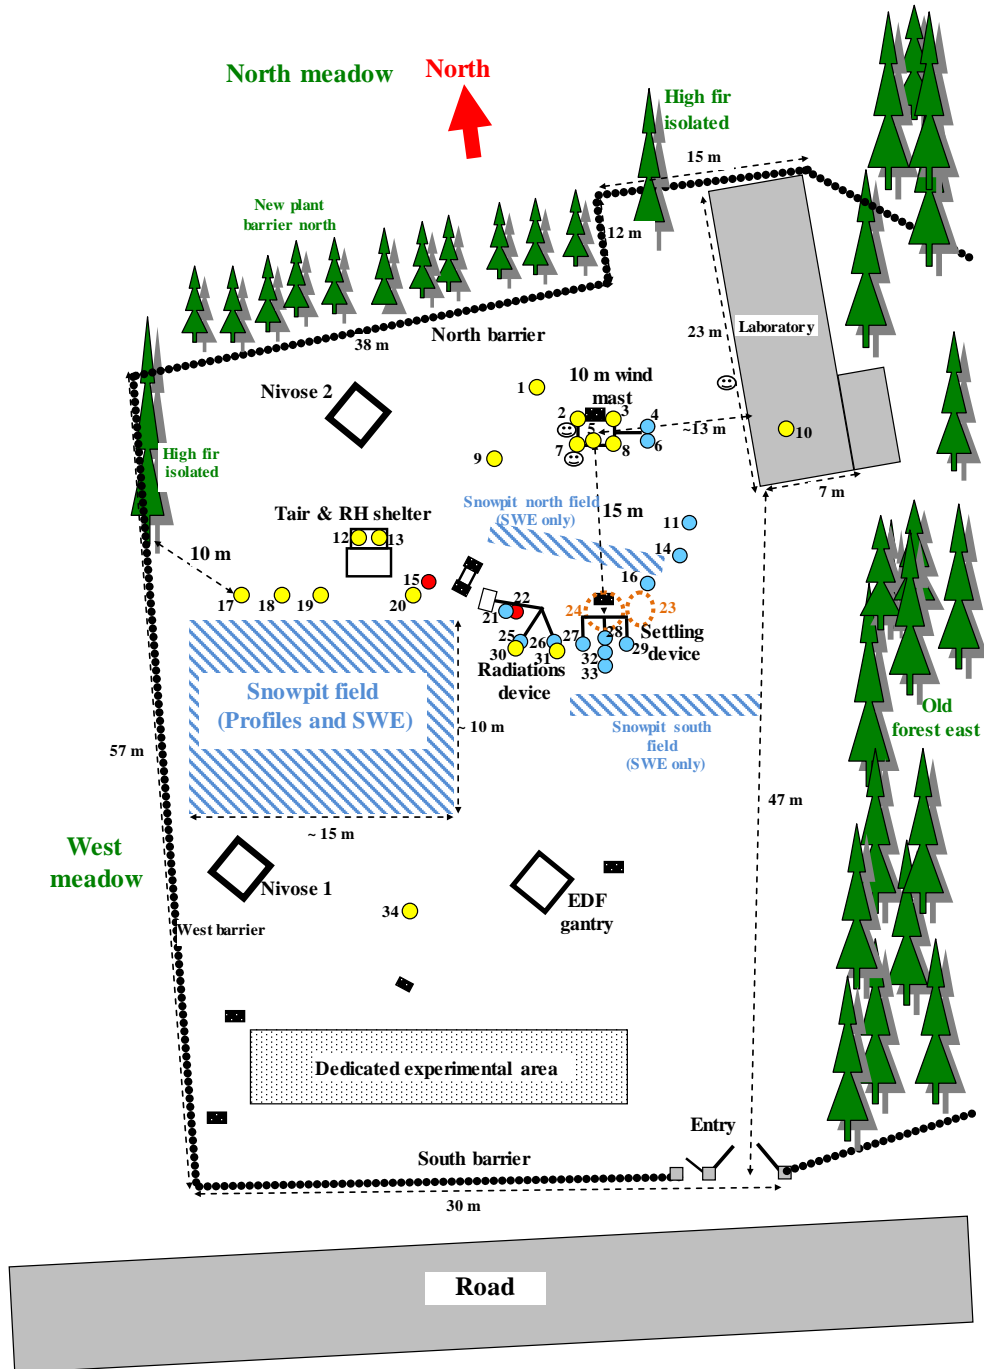 North meadow
North
High fir
isolated
15 m
New plant
barrier north
12 m
North barrier
38 m
23 m
Laboratory
Nivose 2
1
10 m wind
mast
2
3
4
5
6
7
8
13 m
10
9
7 m
High fir
isolated
Snowpit north field
(SWE only)
15 m
Tair & RH shelter
12
13
11
14
10 m
15
16
17
18
19
20
22
21
24
23
25
26
27
28
29
30
31
32
33
Settling
device
Radiations
device
Snowpit field
(Profiles and SWE)
~ 10 m
Snowpit south
field
(SWE only)
Old
forest east
57 m
47 m
~ 15 m
West
meadow
Nivose 1
EDF
gantry
34
West barrier
Dedicated experimental area
Entry
South barrier
30 m
Road